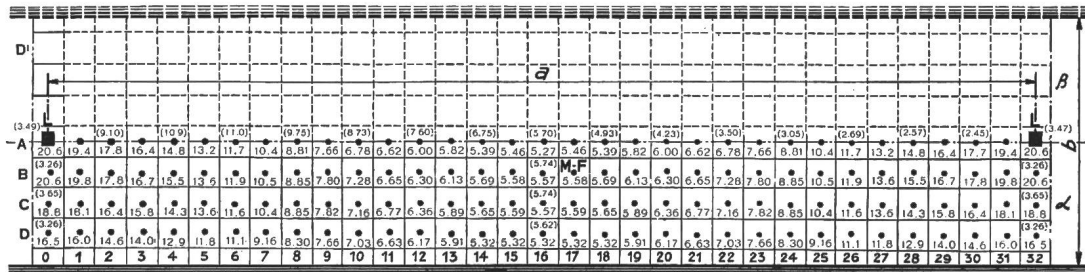 D'
a
β
L
L
(3.49) (9.10) (10.9) (11.0) (9.75) (8.73) (7.60) (6.75) (5.70) (4.93) (4.23) (3.50) (3.05) (2.69) (2.57) (2.45) (3.47)
A
b
20.6 19.4 17.8 16.4 14.8 13.2 11.7 10.4 8.81 7.66 6.78 6.62 6.00 5.82 5.39 5.46 5.27 5.46 5.39 5.82 6.00 6.62 6.78 7.66 8.81 10.4 11.7 13.2 14.8 16.4 17.7 19.4 20.6
(3.26) (5.74) (3.26)
B M-F
20.6 19.8 17.8 16.7 15.5 13.6 11.9 10.5 8.85 7.80 7.28 6.65 6.30 6.13 5.69 5.58 5.57 5.58 5.69 6.13 6.30 6.65 7.28 7.80 8.85 10.5 11.9 13.6 15.5 16.7 17.8 19.8 20.6
(3.65) (5.74) (3.65)
C α
18.8 18.1 16.4 15.8 14.3 13.6 11.6 10.4 8.85 7.82 7.16 6.77 6.36 5.89 5.65 5.59 5.57 5.59 5.65 5.89 6.36 6.77 7.16 7.82 8.85 10.4 11.6 13.6 14.3 15.8 16.4 18.1 18.8
(3.26) (5.62) (3.26)
D
16.5 16.0 14.6 14.0 12.9 11.8 11.1 9.16 8.30 7.66 7.03 6.63 6.17 5.91 5.32 5.32 5.32 5.32 5.32 5.91 6.17 6.63 7.03 7.66 8.30 9.16 11.1 11.8 12.9 14.0 14.6 16.0 16.5
0 1 2 3 4 5 6 7 8 9 10 11 12 13 14 15 16 17 18 19 20 21 22 23 24 25 26 27 28 29 30 31 32